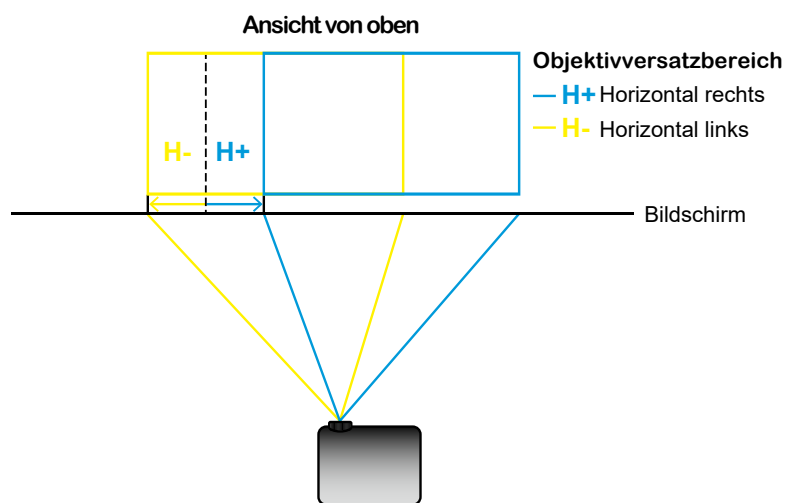 Ansicht von oben
Objektivversatzbereich
H+ Horizontal rechts
H- Horizontal links
H- H+
Bildschirm